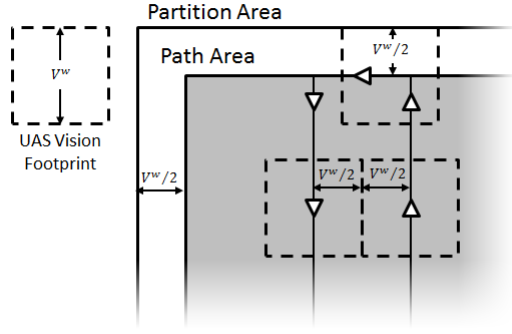 Partition Area
Path Area
V^w
V^w/2
UAS Vision
Footprint
V^w/2
V^w/2
V^w/2